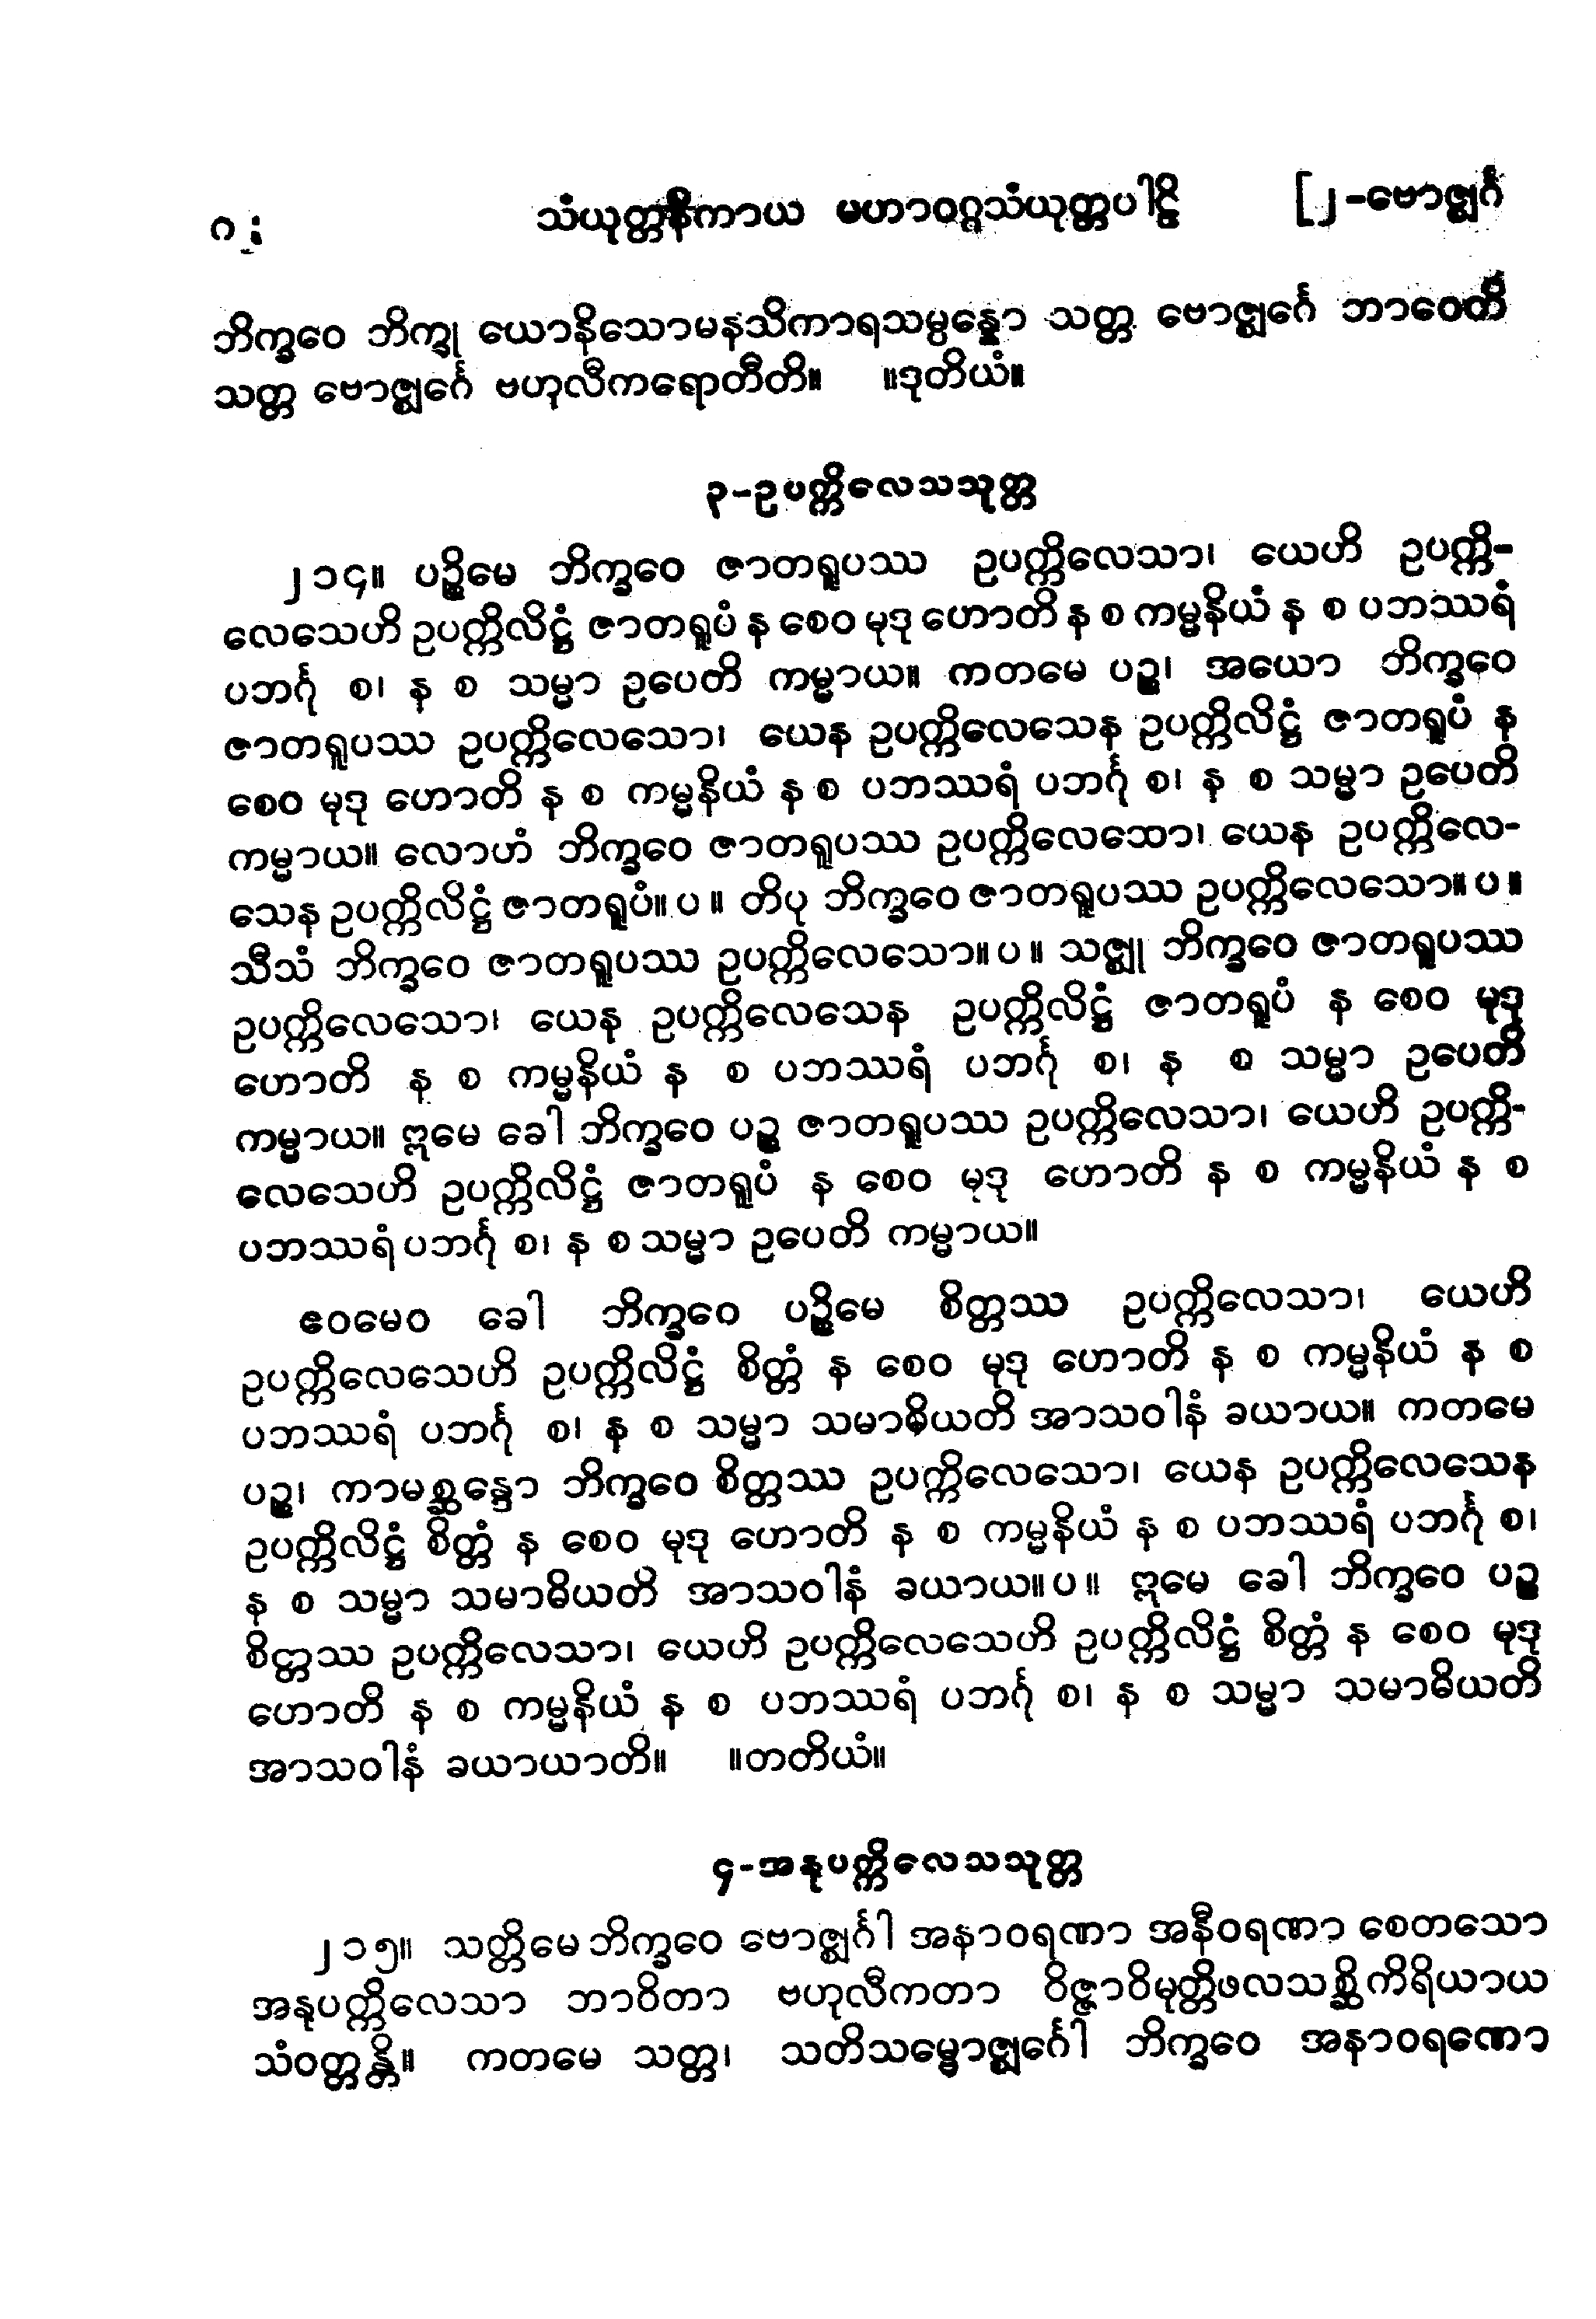 သံယုတ္တနိကာယ မဟာဝဂ္ဂသံယုတ္တပါဠိ [၂-ဗောဇ္ဈင်္ဂ
ဘိက္ခဝေ ဘိက္ခု ယောနိသောမနသိကာရသမ္ပန္နော သတ္တ ဗောဇ္ဈင်္ဂေ ဘာဝေတိ
သတ္တ ဗောဇ္ဈင်္ဂေ ဗဟုလီကရောတီတိ။ ။ဒုတိယံ။
၃-ဥပက္ကိလေသသုတ္တ
၂၁၄။ ပဉ္စိမေ ဘိက္ခဝေ ဇာတရူပဿ ဥပက္ကိလေသာ၊ ယေဟိ ဥပက္ကိ-
လေသေဟိ ဥပက္ကိလိဋ္ဌံ ဇာတရူပံ န စေဝ မုဒု ဟောတိ န စ ကမ္မနိယံ န စ ပဘဿရံ
ပဘင်္ဂု စ၊ န စ သမ္မာ ဥပေတိ ကမ္မာယ။ ကတမေ ပဉ္စ၊ အယော ဘိက္ခဝေ
ဇာတရူပဿ ဥပက္ကိလေသော၊ ယေန ဥပက္ကိလေသေန ဥပက္ကိလိဋ္ဌံ ဇာတရူပံ န
စေဝ မုဒု ဟောတိ န စ ကမ္မနိယံ န စ ပဘဿရံ ပဘင်္ဂု စ၊ န စ သမ္မာ ဥပေတိ
ကမ္မာယ။ လောဟံ ဘိက္ခဝေ ဇာတရူပဿ ဥပက္ကိလေသော၊ ယေန ဥပက္ကိလေ-
သေန ဥပက္ကိလိဋ္ဌံ ဇာတရူပံ။ ပ ။ တိပု ဘိက္ခဝေ ဇာတရူပဿ ဥပက္ကိလေသော။ ပ ။
သီသံ ဘိက္ခဝေ ဇာတရူပဿ ဥပက္ကိလေသော။ ပ ။ သဇ္ဈု ဘိက္ခဝေ ဇာတရူပဿ
ဥပက္ကိလေသော၊ ယေန ဥပက္ကိလေသေန ဥပက္ကိလိဋ္ဌံ ဇာတရူပံ န စေဝ မုဒု
ဟောတိ န စ ကမ္မနိယံ န စ ပဘဿရံ ပဘင်္ဂု စ၊ န စ သမ္မာ ဥပေတိ
ကမ္မာယ။ ဣမေ ခေါ ဘိက္ခဝေ ပဉ္စ ဇာတရူပဿ ဥပက္ကိလေသာ၊ ယေဟိ ဥပက္ကိ-
လေသေဟိ ဥပက္ကိလိဋ္ဌံ ဇာတရူပံ န စေဝ မုဒု ဟောတိ န စ ကမ္မနိယံ န စ
ပဘဿရံ ပဘင်္ဂု စ၊ န စ သမ္မာ ဥပေတိ ကမ္မာယ။
ဧဝမေဝ ခေါ ဘိက္ခဝေ ပဉ္စိမေ စိတ္တဿ ဥပက္ကိလေသာ၊ ယေဟိ
ဥပက္ကိလေသေဟိ ဥပက္ကိလိဋ္ဌံ စိတ္တံ န စေဝ မုဒု ဟောတိ န စ ကမ္မနိယံ န စ
ပဘဿရံ ပဘင်္ဂု စ၊ န စ သမ္မာ သမာဓိယတိ အာသဝါနံ ခယာယ။ ကတမေ
ပဉ္စ၊ ကာမစ္ဆန္ဒော ဘိက္ခဝေ စိတ္တဿ ဥပက္ကိလေသော၊ ယေန ဥပက္ကိလေသေန
ဥပက္ကိလိဋ္ဌံ စိတ္တံ န စေဝ မုဒု ဟောတိ န စ ကမ္မနိယံ န စ ပဘဿရံ ပဘင်္ဂု စ၊
န စ သမ္မာ သမာဓိယတိ အာသဝါနံ ခယာယ။ ပ ။ ဣမေ ခေါ ဘိက္ခဝေ ပဉ္စ
စိတ္တဿ ဥပက္ကိလေသာ၊ ယေဟိ ဥပက္ကိလေသေဟိ ဥပက္ကိလိဋ္ဌံ စိတ္တံ န စေဝ မုဒု
ဟောတိ န စ ကမ္မနိယံ န စ ပဘဿရံ ပဘင်္ဂု စ၊ န စ သမ္မာ သမာဓိယတိ
အာသဝါနံ ခယာယာတိ။ ။တတိယံ။
၄-အနုပက္ကိလေသသုတ္တ
၂၁၅။ သတ္တိမေ ဘိက္ခဝေ ဗောဇ္ဈင်္ဂါ အနာဝရဏာ အနီဝရဏာ စေတသော
အနုပက္ကိလေသာ ဘာဝိတာ ဗဟုလီကတာ ဝိဇ္ဇာဝိမုတ္တိဖလသစ္ဆိကိရိယာယ
သံဝတ္တန္တိ။ ကတမေ သတ္တ၊ သတိသမ္ဗောဇ္ဈင်္ဂေါ ဘိက္ခဝေ အနာဝရဏော